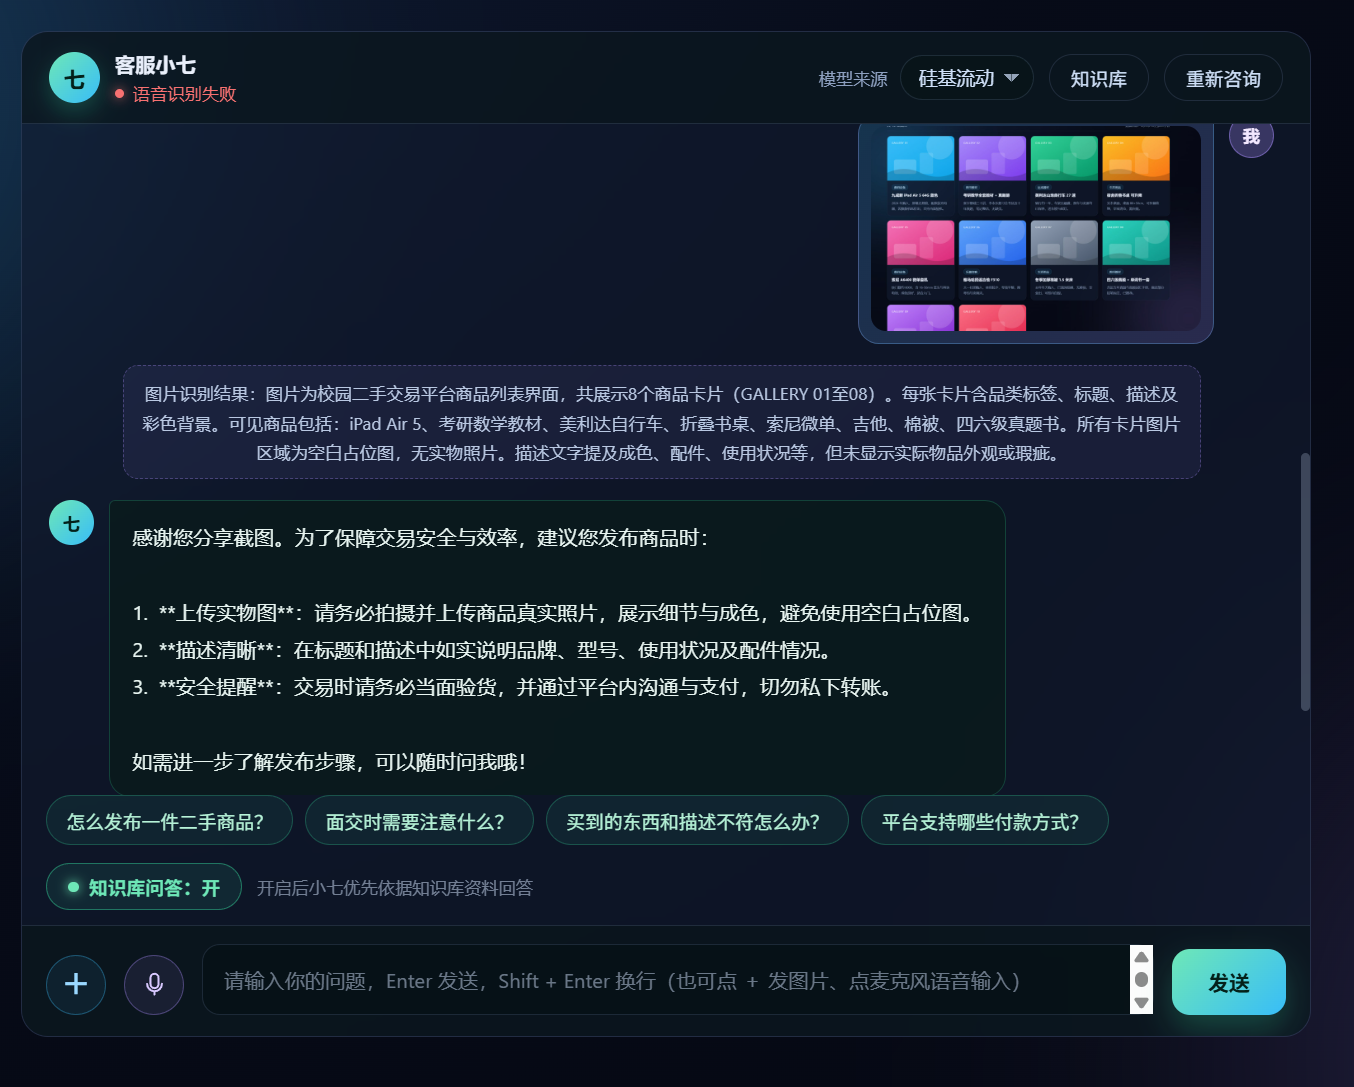 七
客服小七
语音识别失败
模型来源
硅基流动
知识库
重新咨询
我
图片识别结果：图片为校园二手交易平台商品列表界面，共展示8个商品卡片（GALLERY 01至08）。每张卡片含品类标签、标题、描述及
彩色背景。可见商品包括：iPad Air 5、考研数学教材、美利达自行车、折叠书桌、索尼微单、吉他、棉被、四六级真题书。所有卡片图片
区域为空白占位图，无实物照片。描述文字提及成色、配件、使用状况等，但未显示实际物品外观或瑕疵。
七
感谢您分享截图。为了保障交易安全与效率，建议您发布商品时：
1. **上传实物图**：请务必拍摄并上传商品真实照片，展示细节与成色，避免使用空白占位图。
2. **描述清晰**：在标题和描述中如实说明品牌、型号、使用状况及配件情况。
3. **安全提醒**：交易时请务必当面验货，并通过平台内沟通与支付，切勿私下转账。
如需进一步了解发布步骤，可以随时问我哦！
怎么发布一件二手商品？
面交时需要注意什么？
买到的东西和描述不符怎么办？
平台支持哪些付款方式？
知识库问答：开
开启后小七优先依据知识库资料回答
请输入你的问题，Enter 发送，Shift + Enter 换行（也可点 ＋ 发图片、点麦克风语音输入）
发送